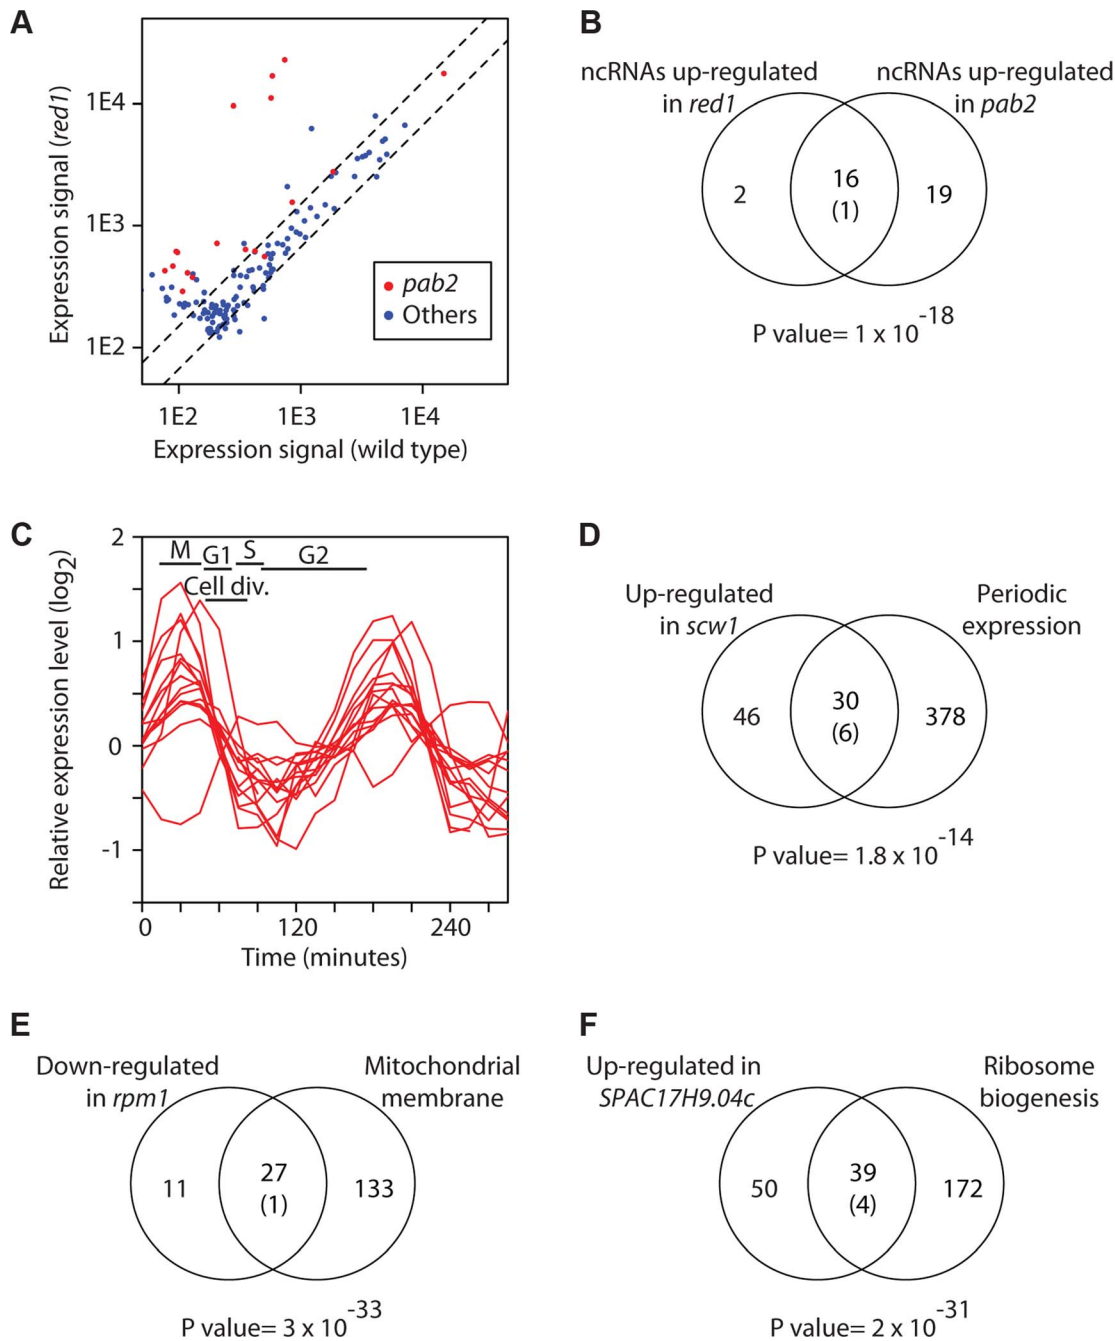 A
Expression signal (red1)
1E4
1E3
1E2
pab2
Others
1E2 1E3 1E4
Expression signal (wild type)
B
ncRNAs up-regulated
in red1
ncRNAs up-regulated
in pab2
2
16
(1)
19
P value= 1 x 10-18
C
Relative expression level (log2)
2
1
0
-1
M
G1
S
G2
Cell div.
0 120 240
Time (minutes)
D
Up-regulated
in scw1
Periodic
expression
46
30
(6)
378
P value= 1.8 x 10-14
E
Down-regulated
in rpm1
Mitochondrial
membrane
11
27
(1)
133
P value= 3 x 10-33
F
Up-regulated in
SPAC17H9.04c
Ribosome
biogenesis
50
39
(4)
172
P value= 2 x 10-31